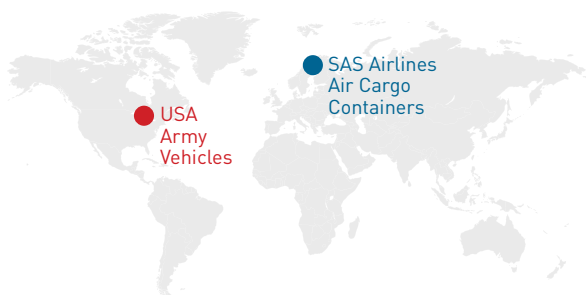 SAS Airlines
Air Cargo
Containers
USA
Army
Vehicles